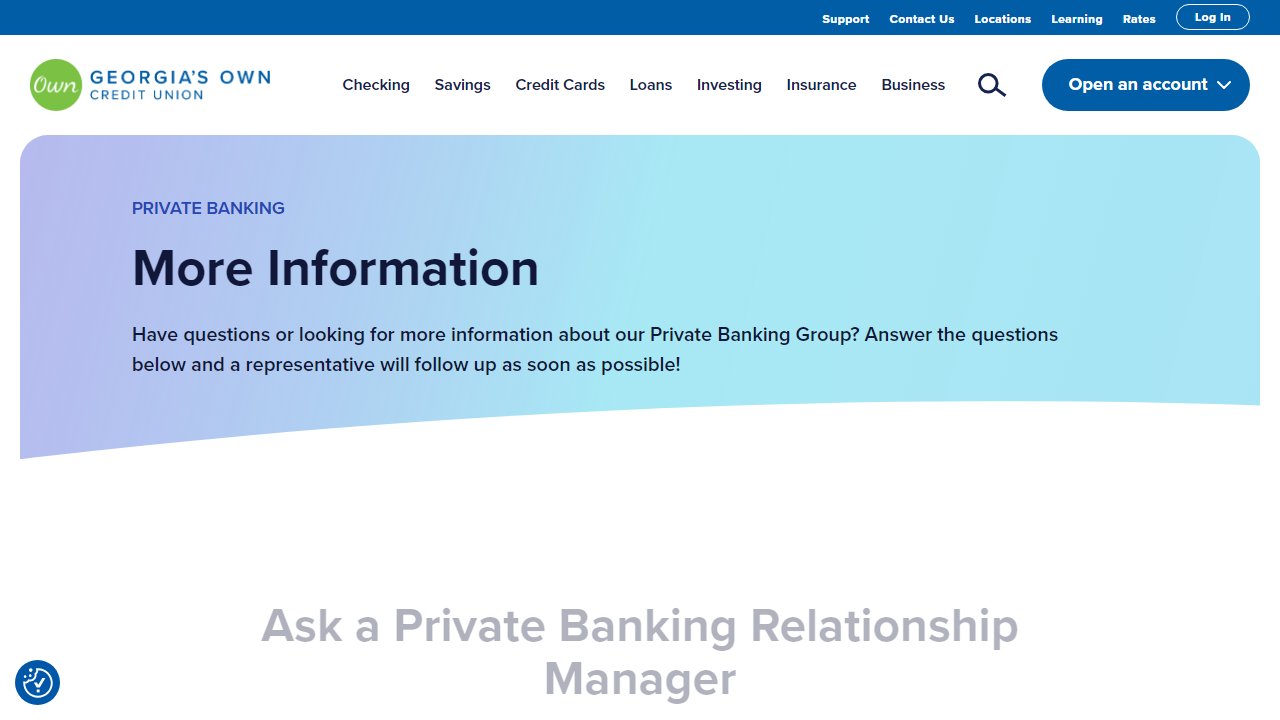 Support Contact Us Locations Learning Rates Log In
Own GEORGIA'S OWN
CREDIT UNION
Checking Savings Credit Cards Loans Investing Insurance Business Open an account
PRIVATE BANKING
More Information
Have questions or looking for more information about our Private Banking Group? Answer the questions
below and a representative will follow up as soon as possible!
Ask a Private Banking Relationship
Manager